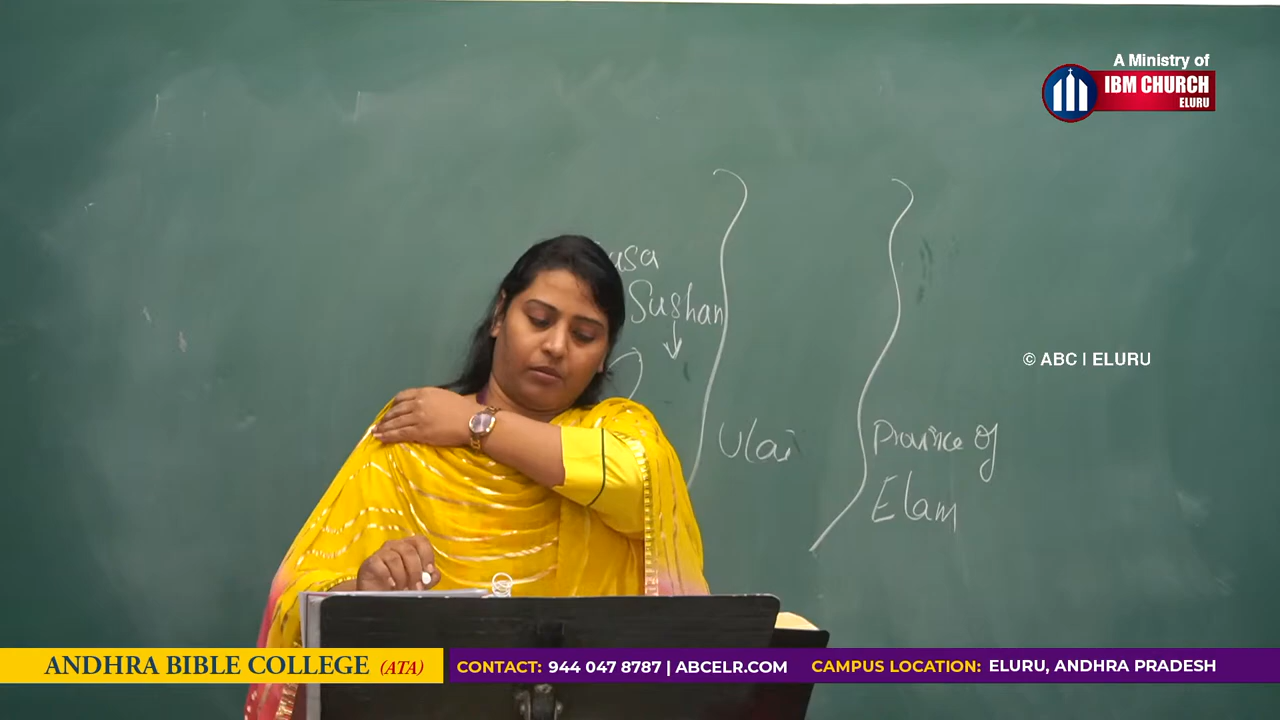 A Ministry of
IBM CHURCH
ELURU
Sushan
© ABC | ELURU
Ulai
Province of
Elam
ANDHRA BIBLE COLLEGE (ATA)
CONTACT: 944 047 8787 | ABCELR.COM
CAMPUS LOCATION: ELURU, ANDHRA PRADESH